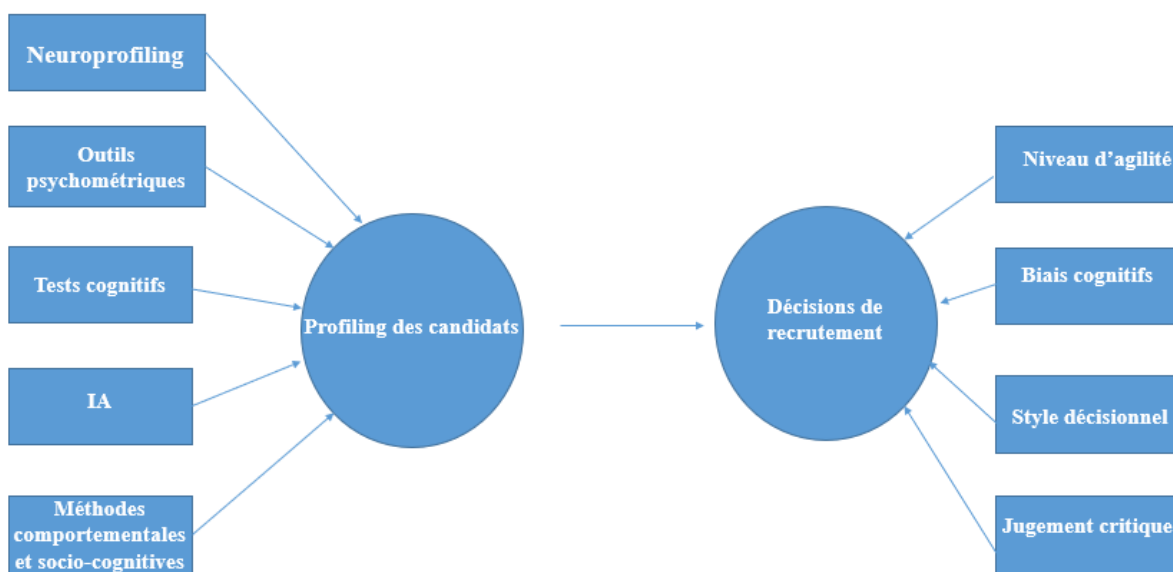 Neuroprofiling
Outils
psychométriques
Tests cognitifs
IA
Méthodes
comportementales
et socio-cognitives
Profiling des candidats
Décisions de
recrutement
Niveau d’agilité
Biais cognitifs
Style décisionnel
Jugement critique